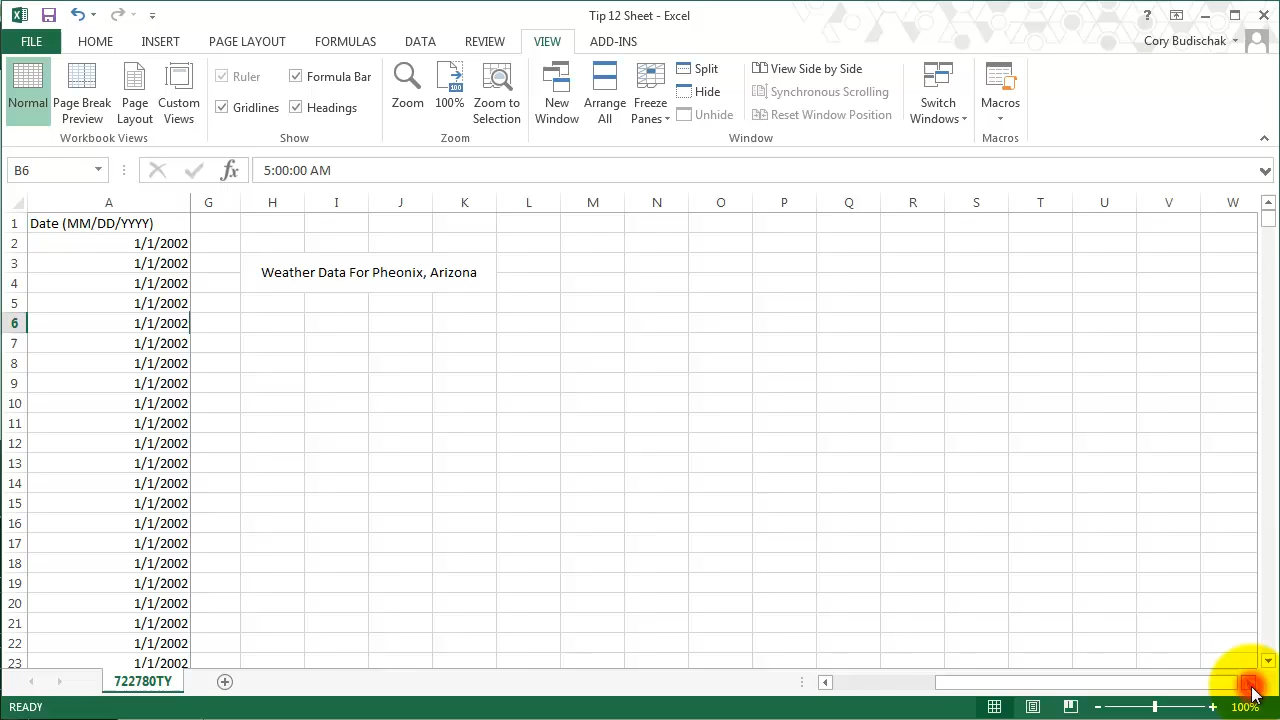 Tip 12 Sheet - Excel
?
FILE HOME INSERT PAGE LAYOUT FORMULAS DATA REVIEW VIEW ADD-INS Cory Budischak
Normal Page Break Preview Page Layout Custom Views
Ruler Formula Bar
Gridlines Headings
Zoom 100% Zoom to Selection
New Window Arrange All Freeze Panes
Split
Hide
Unhide
View Side by Side
Synchronous Scrolling
Reset Window Position
Switch Windows Macros
Workbook Views Show Zoom Window Macros
B6 fx 5:00:00 AM
A G H I J K L M N O P Q R S T U V W
1 Date (MM/DD/YYYY)
2 1/1/2002
3 1/1/2002
Weather Data For Pheonix, Arizona
4 1/1/2002
5 1/1/2002
6 1/1/2002
7 1/1/2002
8 1/1/2002
9 1/1/2002
10 1/1/2002
11 1/1/2002
12 1/1/2002
13 1/1/2002
14 1/1/2002
15 1/1/2002
16 1/1/2002
17 1/1/2002
18 1/1/2002
19 1/1/2002
20 1/1/2002
21 1/1/2002
22 1/1/2002
23 1/1/2002
722780TY
READY 100%